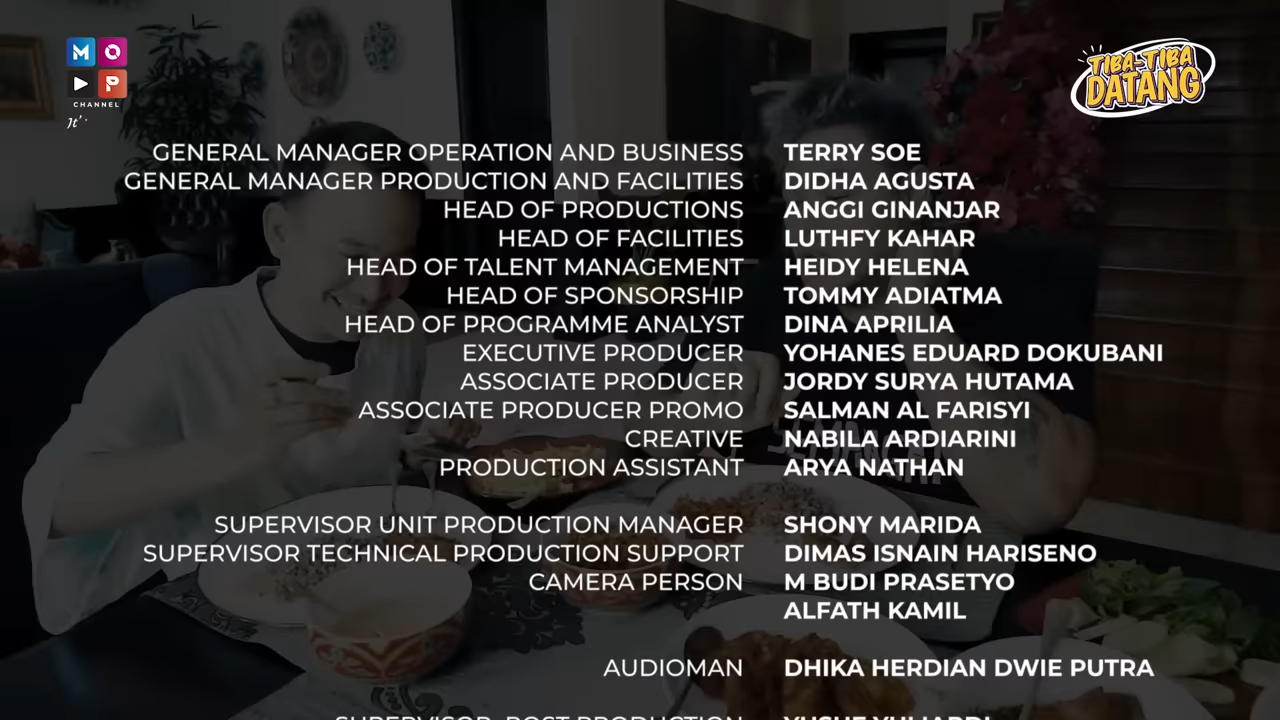 MO
P
CHANNEL
It'
TIBA-TIBA
DATANG
GENERAL MANAGER OPERATION AND BUSINESS TERRY SOE
GENERAL MANAGER PRODUCTION AND FACILITIES DIDHA AGUSTA
HEAD OF PRODUCTIONS ANGGI GINANJAR
HEAD OF FACILITIES LUTHFY KAHAR
HEAD OF TALENT MANAGEMENT HEIDY HELENA
HEAD OF SPONSORSHIP TOMMY ADIATMA
HEAD OF PROGRAMME ANALYST DINA APRILIA
EXECUTIVE PRODUCER YOHANES EDUARD DOKUBANI
ASSOCIATE PRODUCER JORDY SURYA HUTAMA
ASSOCIATE PRODUCER PROMO SALMAN AL FARISYI
CREATIVE NABILA ARDIARINI
PRODUCTION ASSISTANT ARYA NATHAN
SUPERVISOR UNIT PRODUCTION MANAGER SHONY MARIDA
SUPERVISOR TECHNICAL PRODUCTION SUPPORT DIMAS ISNAIN HARISENO
CAMERA PERSON M BUDI PRASETYO
ALFATH KAMIL
AUDIOMAN DHIKA HERDIAN DWIE PUTRA